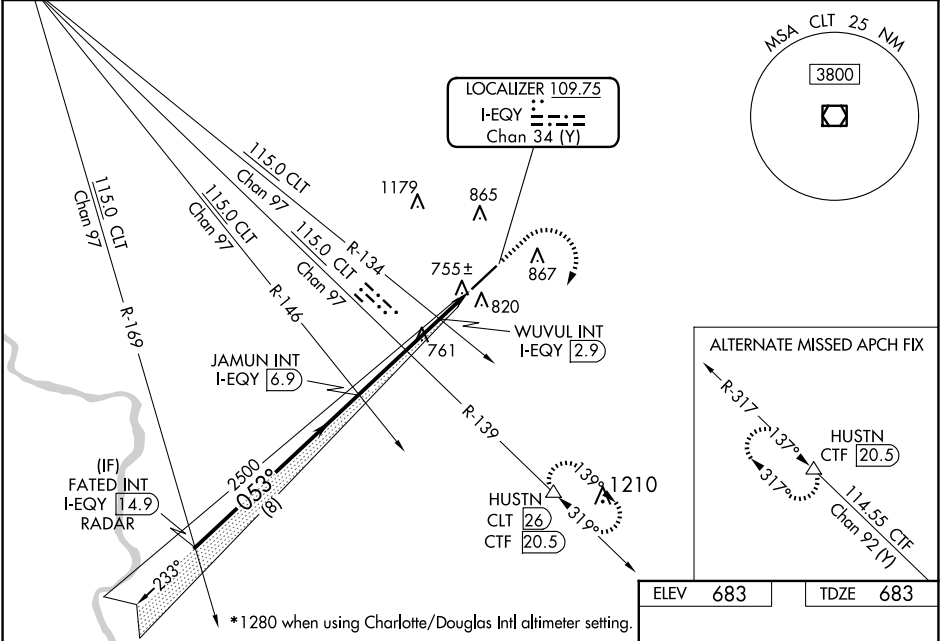 MSA CLT 25 NM
3800
LOCALIZER 109.75
I-EQY
Chan 34 (Y)
115.0 CLT
Chan 97
R-134
115.0 CLT
Chan 97
R-139
115.0 CLT
Chan 97
R-146
115.0 CLT
Chan 97
R-169
1179
865
867
755±
820
761
WUVUL INT
I-EQY 2.9
JAMUN INT
I-EQY 6.9
(IF)
FATED INT
I-EQY 14.9
RADAR
2500
053°
(8)
233°
HUSTN
CLT 26
CTF 20.5
139°
319°
1210
ALTERNATE MISSED APCH FIX
R-317
137°
317°
HUSTN
CTF 20.5
114.55 CTF
Chan 92 (Y)
*1280 when using Charlotte/Douglas Intl altimeter setting.
ELEV 683
TDZE 683